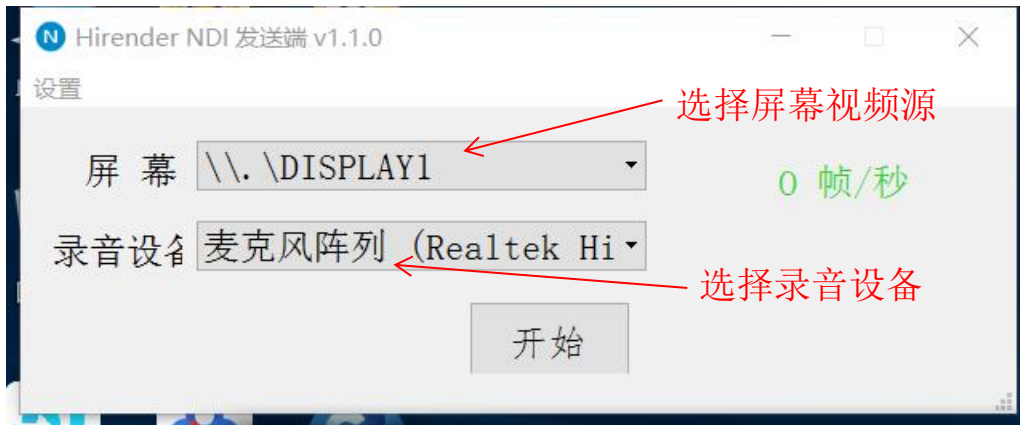 Hirender NDI 发送端 v1.1.0
设置
选择屏幕视频源
屏 幕
\\.\DISPLAY1
0 帧/秒
录音设备
麦克风阵列 (Realtek Hi
选择录音设备
开始